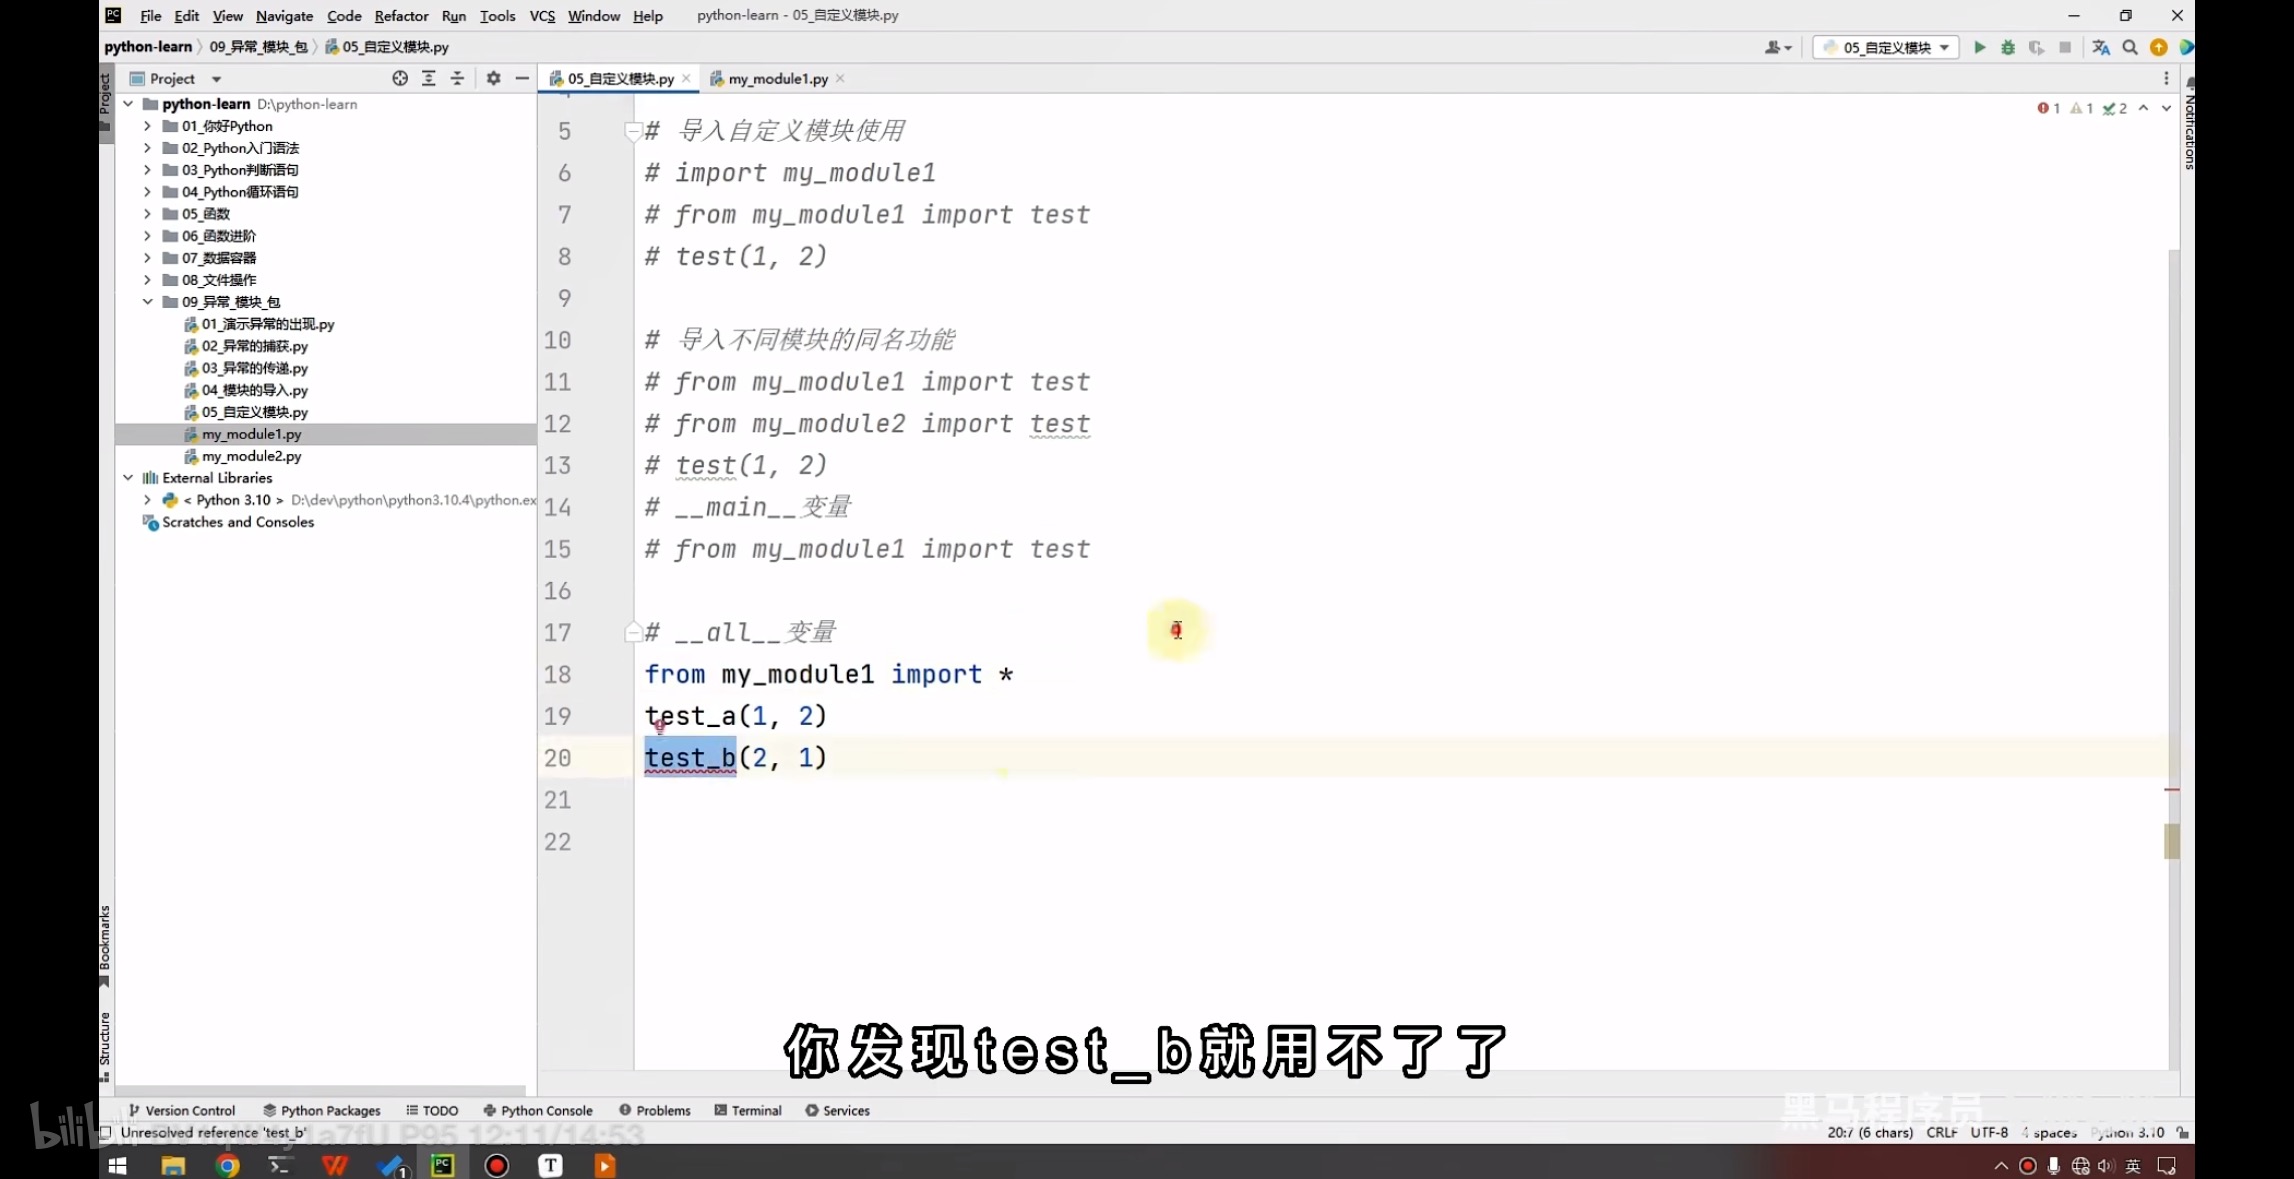 File Edit View Navigate Code Refactor Run Tools VCS Window Help python-learn - 05_自定义模块.py
python-learn 09_异常_模块_包 05_自定义模块.py 05_自定义模块
Project
Project
05_自定义模块.py my_module1.py
Notifications
python-learn D:\python-learn
01_你好Python
02_Python入门语法
03_Python判断语句
04_Python循环语句
05_函数
06_函数进阶
07_数据容器
08_文件操作
09_异常_模块_包
01_演示异常的出现.py
02_异常的捕获.py
03_异常的传递.py
04_模块的导入.py
05_自定义模块.py
my_module1.py
my_module2.py
External Libraries
< Python 3.10 > D:\dev\python\python3.10.4\python.ex
Scratches and Consoles
1 1 2
5 # 导入自定义模块使用
6 # import my_module1
7 # from my_module1 import test
8 # test(1, 2)
9
10 # 导入不同模块的同名功能
11 # from my_module1 import test
12 # from my_module2 import test
13 # test(1, 2)
14 # __main__变量
15 # from my_module1 import test
16
17 # __all__变量
18 from my_module1 import *
19 test_a(1, 2)
20 test_b(2, 1)
21
22
Bookmarks
Structure
你发现test_b就用不了了
Version Control Python Packages TODO Python Console Problems Terminal Services
黑马程序员
Unresolved reference 'test_b'
P95 12:11/14:53
20:7 (6 chars) CRLF UTF-8 4 spaces Python 3.10
英